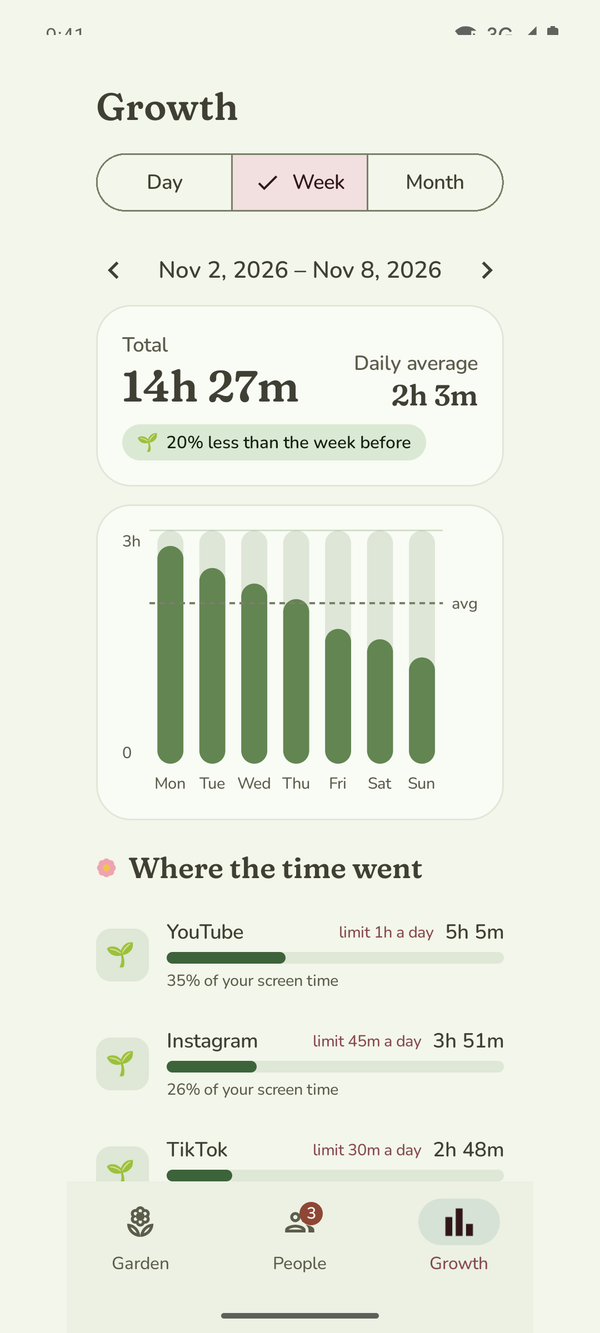 9:41
3G
Growth
Day
Week
Month
Nov 2, 2026 – Nov 8, 2026
Total
14h 27m
Daily average
2h 3m
20% less than the week before
3h
avg
0
Mon Tue Wed Thu Fri Sat Sun
Where the time went
YouTube limit 1h a day 5h 5m
35% of your screen time
Instagram limit 45m a day 3h 51m
26% of your screen time
TikTok limit 30m a day 2h 48m
3
Garden
People
Growth